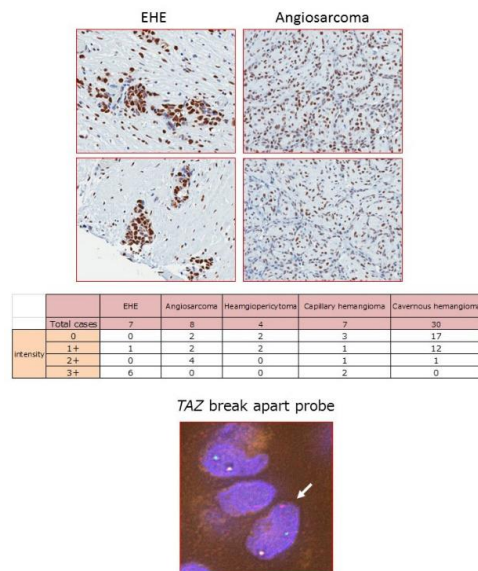 EHE Angiosarcoma
EHE Angiosarcoma Heamgiopericytoma Capillary hemangioma Cavernous hemangioma
Total cases 7 8 4 7 30
intensity 0 0 2 2 3 17
1+ 1 2 2 1 12
2+ 0 4 0 1 1
3+ 6 0 0 2 0
TAZ break apart probe